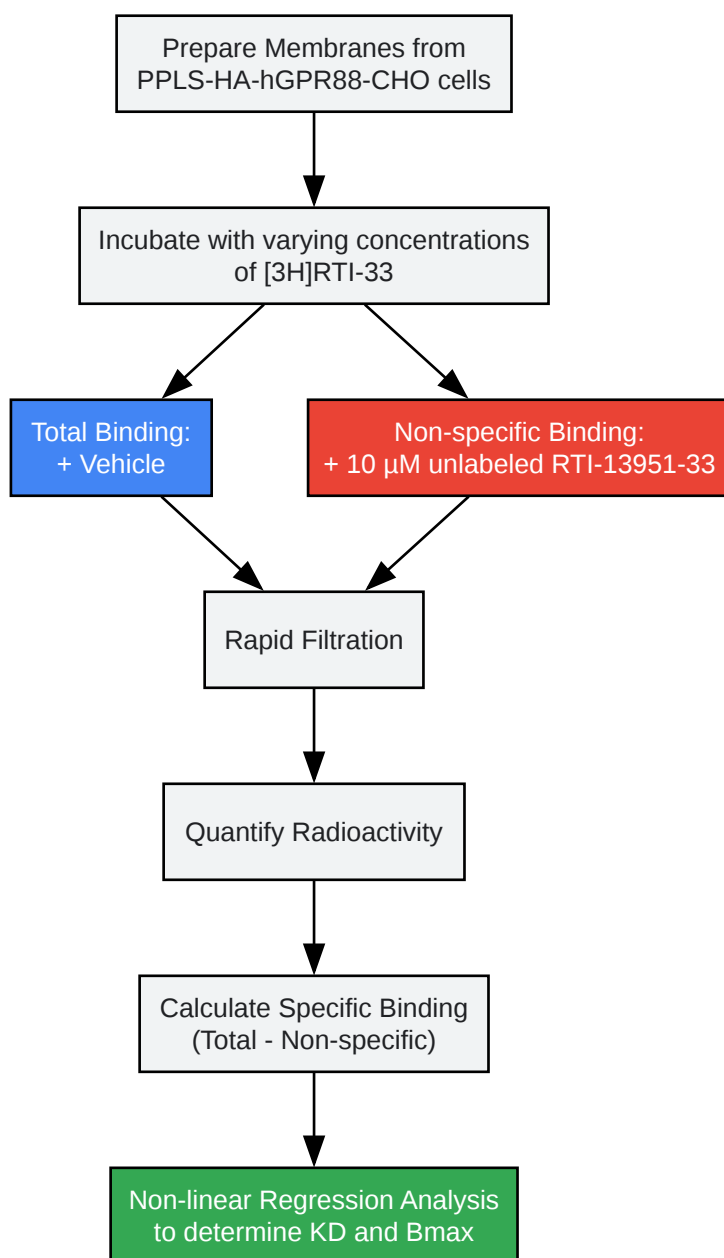 Prepare Membranes from
PPLS-HA-hGPR88-CHO cells
Incubate with varying concentrations
of [3H]RTI-33
Total Binding:
+ Vehicle
Non-specific Binding:
+ 10 µM unlabeled RTI-13951-33
Rapid Filtration
Quantify Radioactivity
Calculate Specific Binding
(Total - Non-specific)
Non-linear Regression Analysis
to determine KD and Bmax